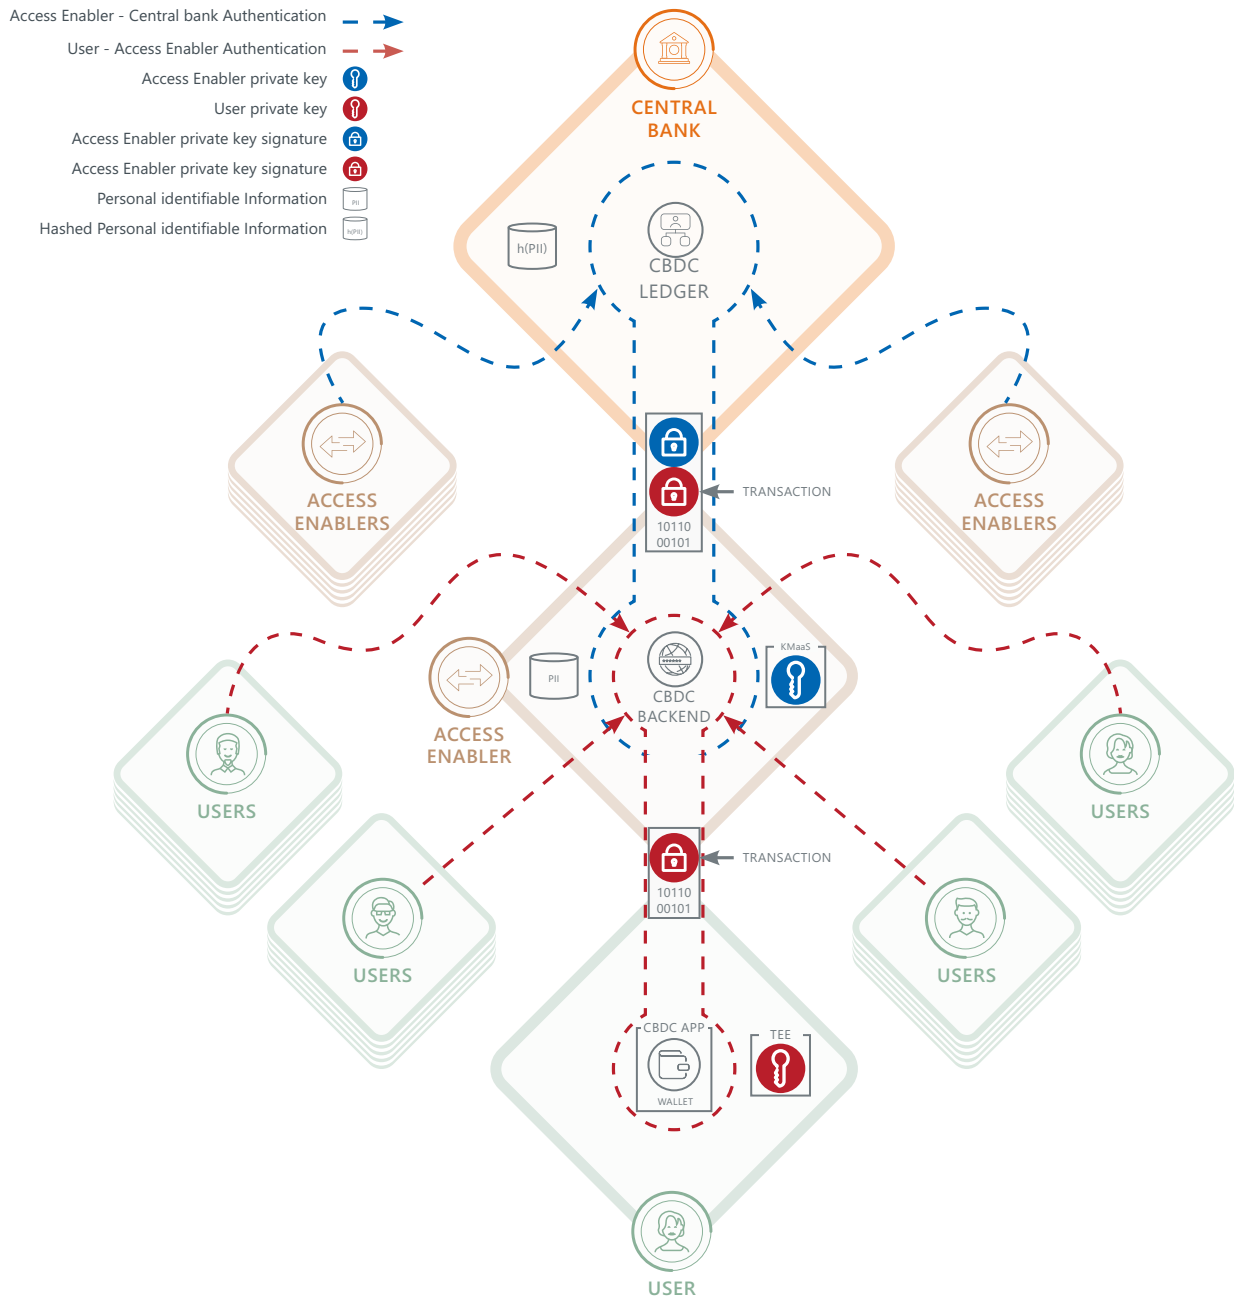 Access Enabler - Central bank Authentication
User - Access Enabler Authentication
Access Enabler private key
User private key
Access Enabler private key signature
Access Enabler private key signature
Personal identifiable Information
PII
Hashed Personal identifiable Information
h(PII)
CENTRAL
BANK
h(PII)
CBDC
LEDGER
ACCESS
ENABLERS
ACCESS
ENABLERS
TRANSACTION
10110
00101
KMaaS
PII
CBDC
BACKEND
ACCESS
ENABLER
USERS
USERS
TRANSACTION
10110
00101
USERS
USERS
CBDC APP
TEE
WALLET
USER